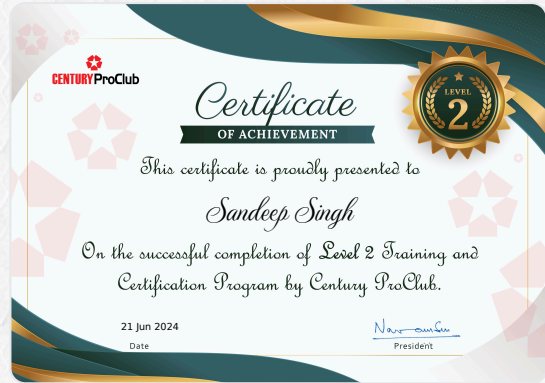 CENTURY ProClub
Certificate
OF ACHIEVEMENT
LEVEL
2
This certificate is proudly presented to
Sandeep Singh
On the successful completion of Level 2 Training and
Certification Program by Century ProClub.
21 Jun 2024
Date
President